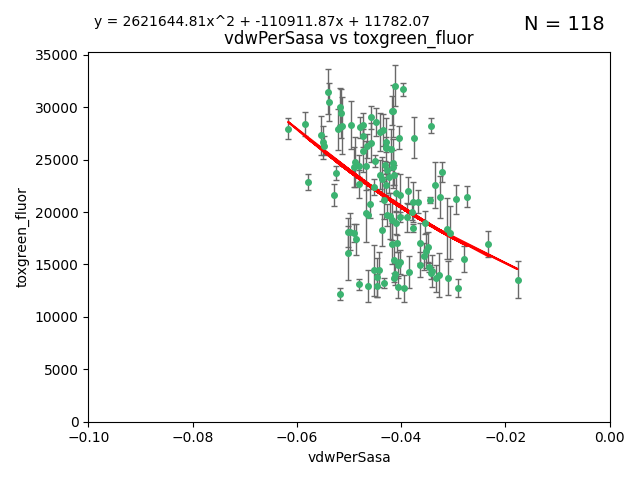 y = 2621644.81x^2 + -110911.87x + 11782.07
N = 118
vdwPerSasa vs toxgreen_fluor
35000
30000
25000
20000
15000
10000
5000
0
toxgreen_fluor
−0.10 −0.08 −0.06 −0.04 −0.02 0.00
vdwPerSasa